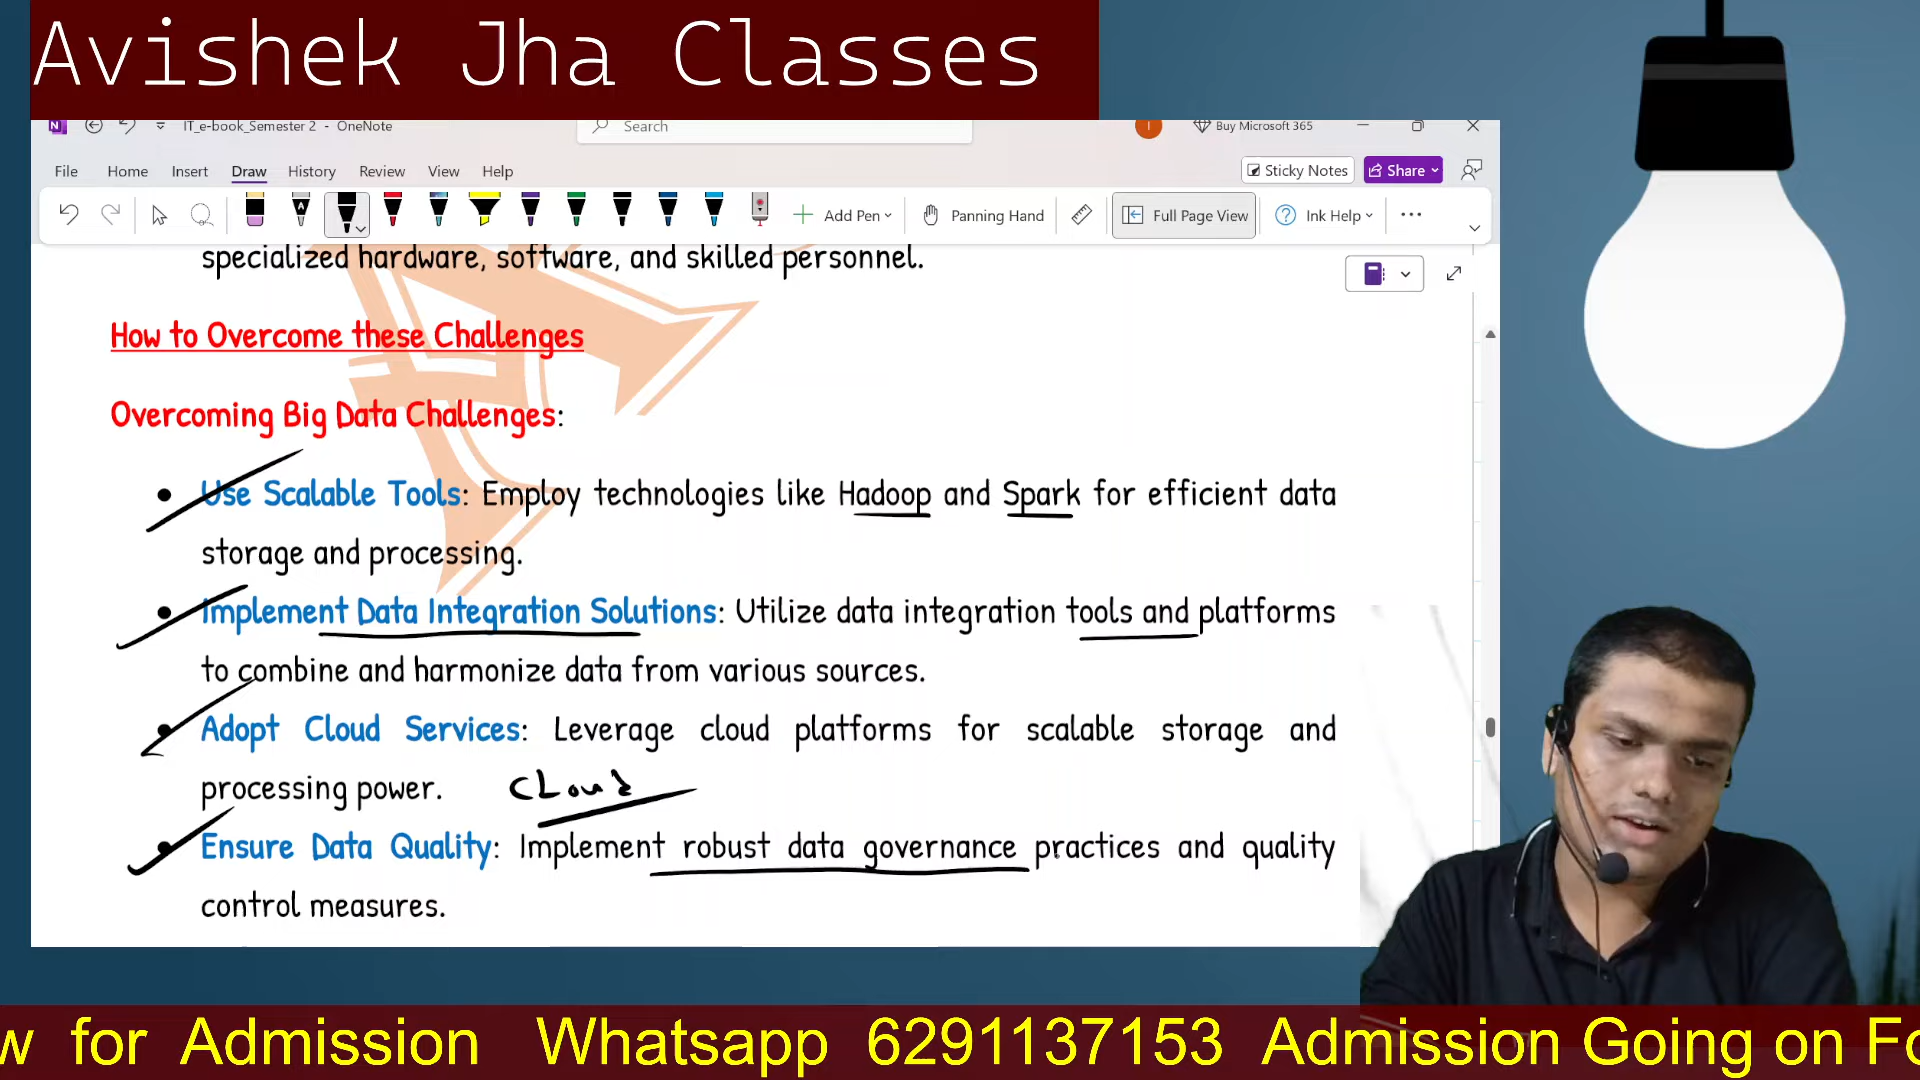 Avishek Jha Classes
IT_e-book_Semester 2 - OneNote
Search
Buy Microsoft 365
File Home Insert Draw History Review View Help
Sticky Notes
Share
Add Pen
Panning Hand
Full Page View
Ink Help
specialized hardware, software, and skilled personnel.
How to Overcome these Challenges
Overcoming Big Data Challenges:
• Use Scalable Tools: Employ technologies like Hadoop and Spark for efficient data
storage and processing.
• Implement Data Integration Solutions: Utilize data integration tools and platforms
to combine and harmonize data from various sources.
• Adopt Cloud Services: Leverage cloud platforms for scalable storage and
processing power. CLoud
• Ensure Data Quality: Implement robust data governance practices and quality
control measures.
w for Admission Whatsapp 6291137153 Admission Going on Fo